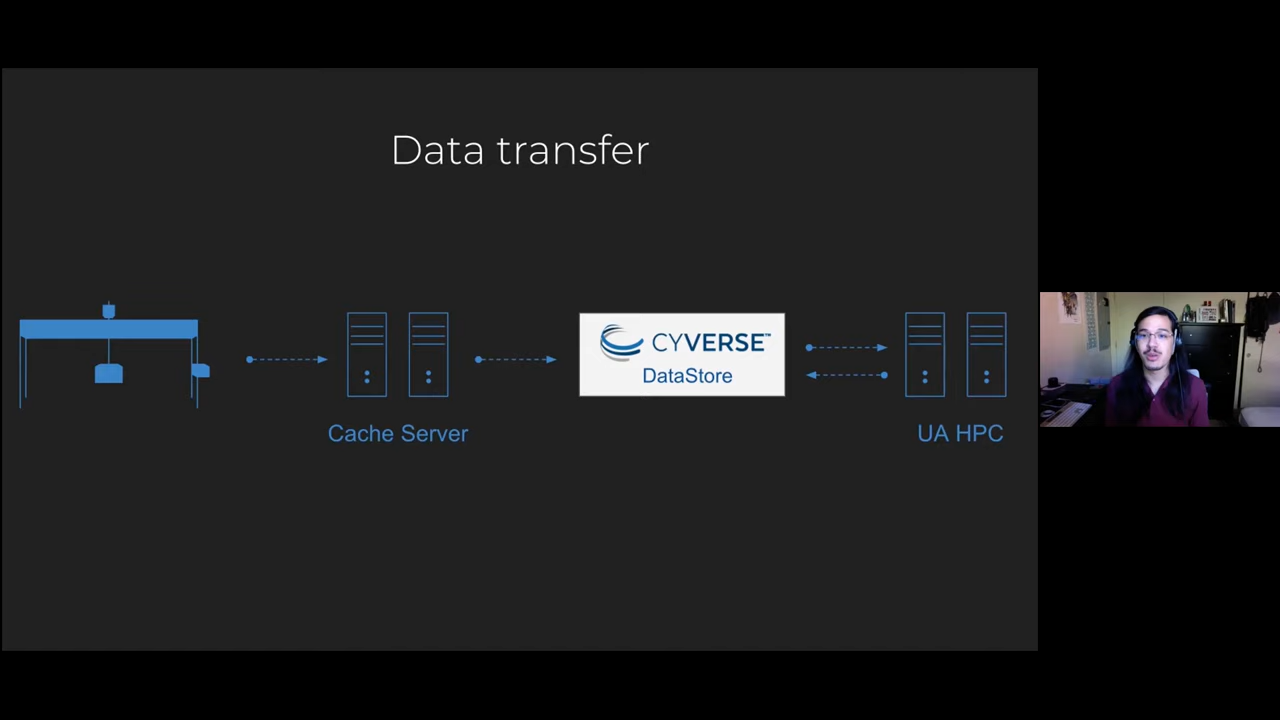 Data transfer
CYVERSE™
DataStore
Cache Server
UA HPC